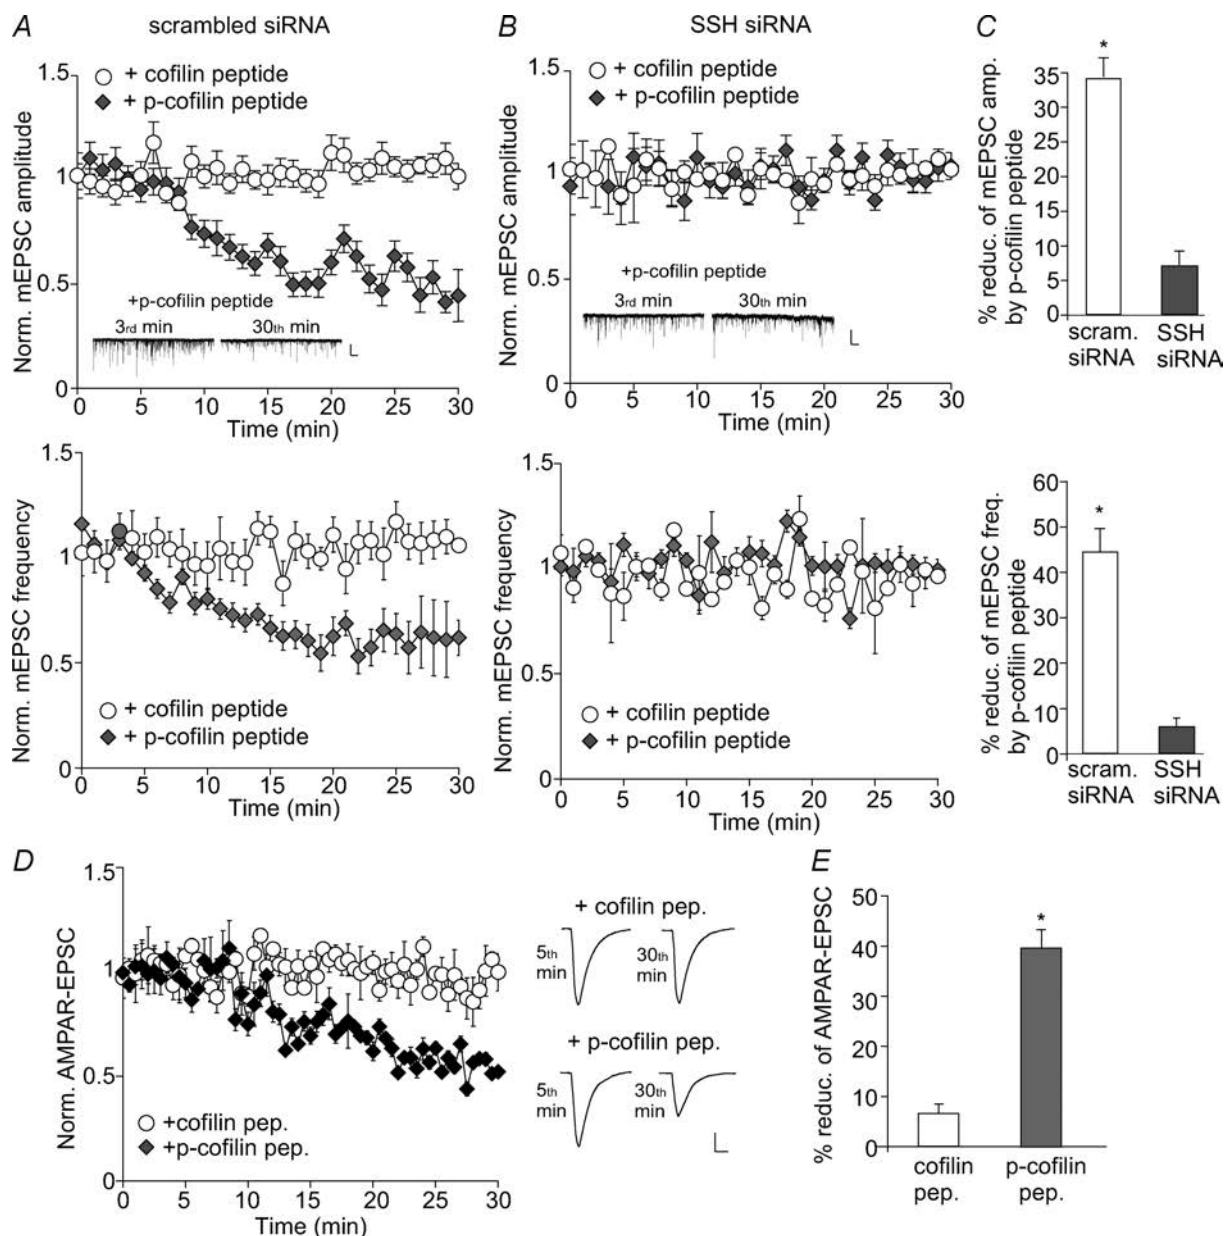 A
scrambled siRNA
+ cofilin peptide
+ p-cofilin peptide
Norm. mEPSC amplitude
1.5
1
0.5
0
+p-cofilin peptide
3rd min
30th min
0 5 10 15 20 25 30
Time (min)
B
SSH siRNA
+ cofilin peptide
+ p-cofilin peptide
Norm. mEPSC amplitude
1.5
1
0.5
0
+p-cofilin peptide
3rd min
30th min
0 5 10 15 20 25 30
Time (min)
C
% reduc. of mEPSC amp.
by p-cofilin peptide
35
30
25
20
15
10
5
0
*
scram.
siRNA
SSH
siRNA
Norm. mEPSC frequency
1.5
1
0.5
0
+ cofilin peptide
+ p-cofilin peptide
0 5 10 15 20 25 30
Time (min)
Norm. mEPSC frequency
1.5
1
0.5
0
+ cofilin peptide
+ p-cofilin peptide
0 5 10 15 20 25 30
Time (min)
% reduc. of mEPSC freq.
by p-cofilin peptide
60
50
40
30
20
10
0
*
scram.
siRNA
SSH
siRNA
D
Norm. AMPAR-EPSC
1.5
1
0.5
0
+cofilin pep.
+p-cofilin pep.
0 5 10 15 20 25 30
Time (min)
+ cofilin pep.
5th
min
30th
min
+ p-cofilin pep.
5th
min
30th
min
E
% reduc. of AMPAR-EPSC
50
40
30
20
10
0
*
cofilin
pep.
p-cofilin
pep.